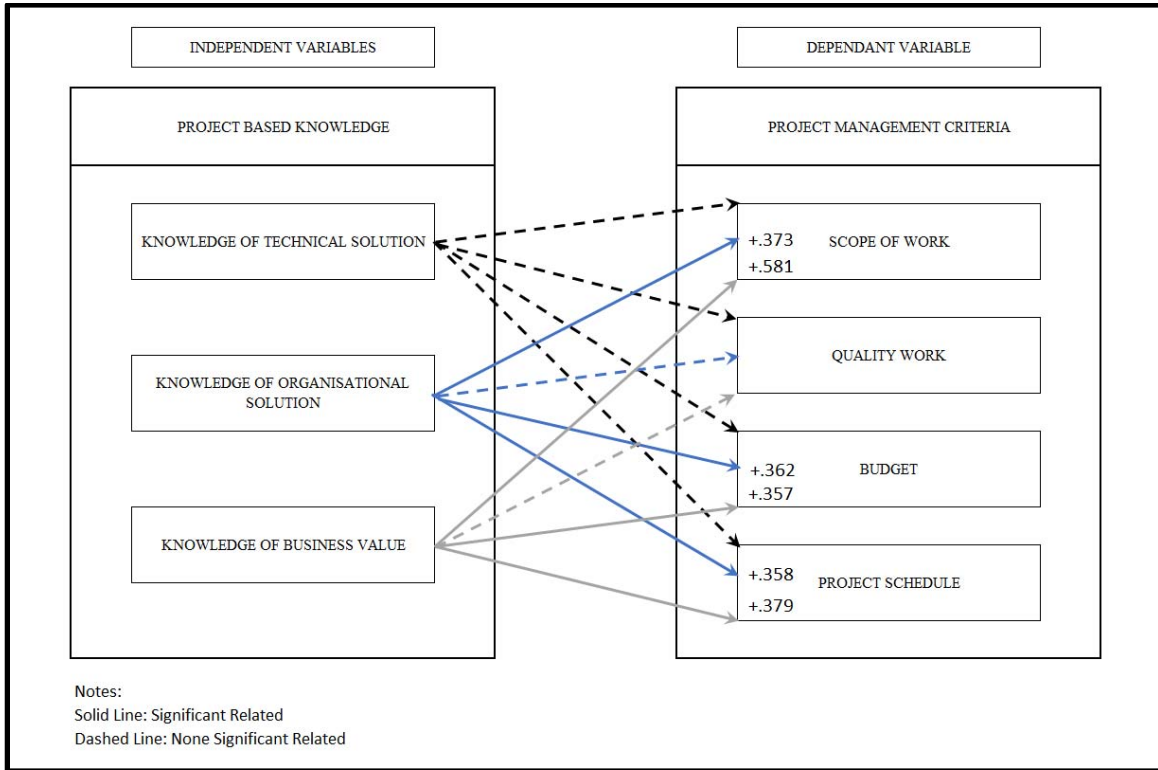 INDEPENDENT VARIABLES
DEPENDANT VARIABLE
PROJECT BASED KNOWLEDGE
PROJECT MANAGEMENT CRITERIA
KNOWLEDGE OF TECHNICAL SOLUTION
KNOWLEDGE OF ORGANISATIONAL
SOLUTION
KNOWLEDGE OF BUSINESS VALUE
+.373
SCOPE OF WORK
+.581
QUALITY WORK
+.362
BUDGET
+.357
+.358
PROJECT SCHEDULE
+.379
Notes:
Solid Line: Significant Related
Dashed Line: None Significant Related